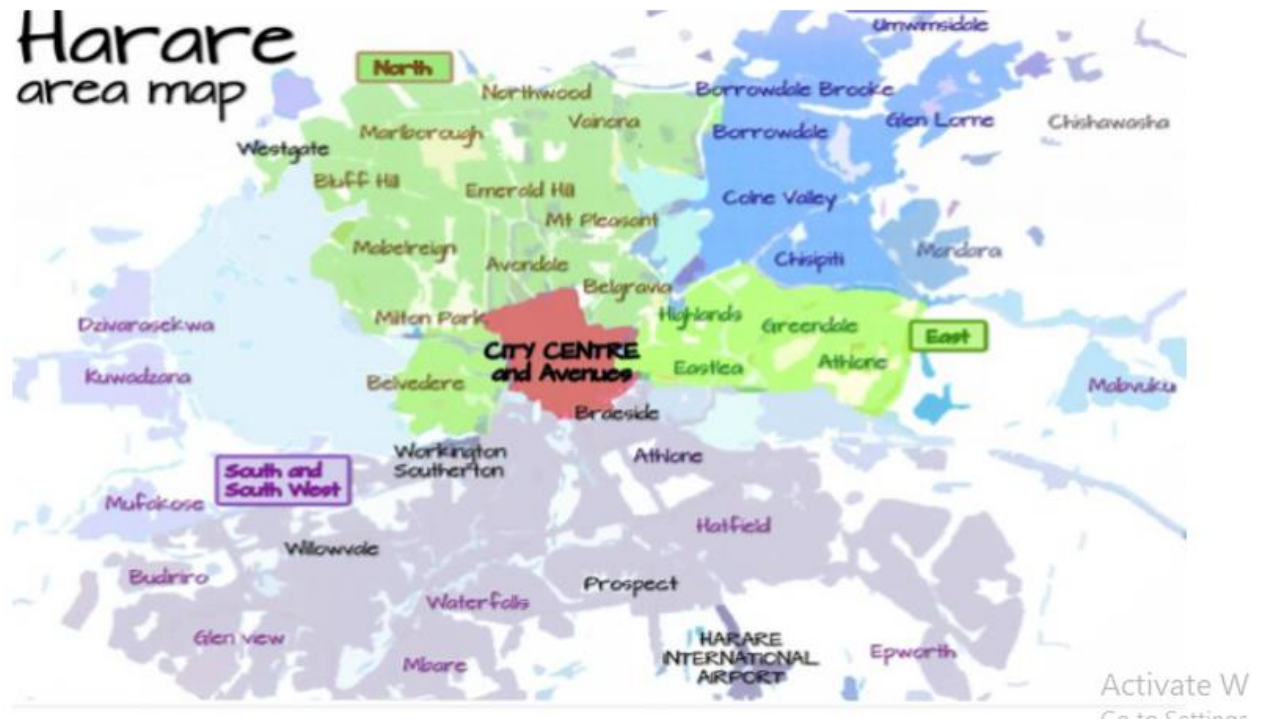 Harare
area map
North
Umwinsidale
Northwood
Borrowdale Brooke
Vainona
Glen Lorne
Chishawasha
Marlborough
Borrowdale
Westgate
Bluff Hill
Emerald Hill
Colne Valley
Mt Pleasant
Mabelreign
Avondale
Chisipiti
Mandara
Belgravia
Milton Park
Highlands
Greendale
East
Dzivarasekwa
CITY CENTRE
and Avenues
Eastlea
Athlone
Kuwadzana
Belvedere
Mabvuku
Braeside
Workington
Southerton
Athlone
South and
South West
Mufakose
Hatfield
Willowvale
Budiriro
Prospect
Waterfalls
Glen view
Mbare
HARARE
INTERNATIONAL
AIRPORT
Epworth
Activate W
Go to Settings